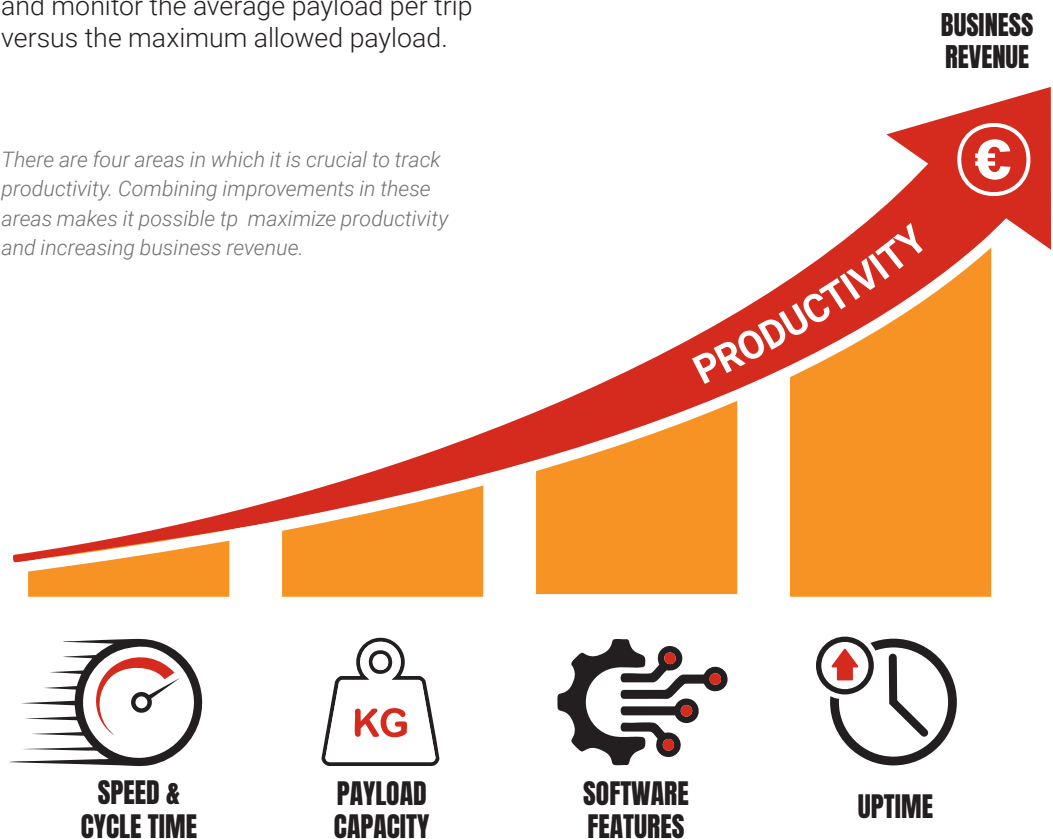 and monitor the average payload per trip
versus the maximum allowed payload.
BUSINESS
REVENUE
There are four areas in which it is crucial to track
productivity. Combining improvements in these
areas makes it possible tp  maximize productivity
and increasing business revenue.
€
PRODUCTIVITY
KG
SPEED &
CYCLE TIME
PAYLOAD
CAPACITY
SOFTWARE
FEATURES
UPTIME